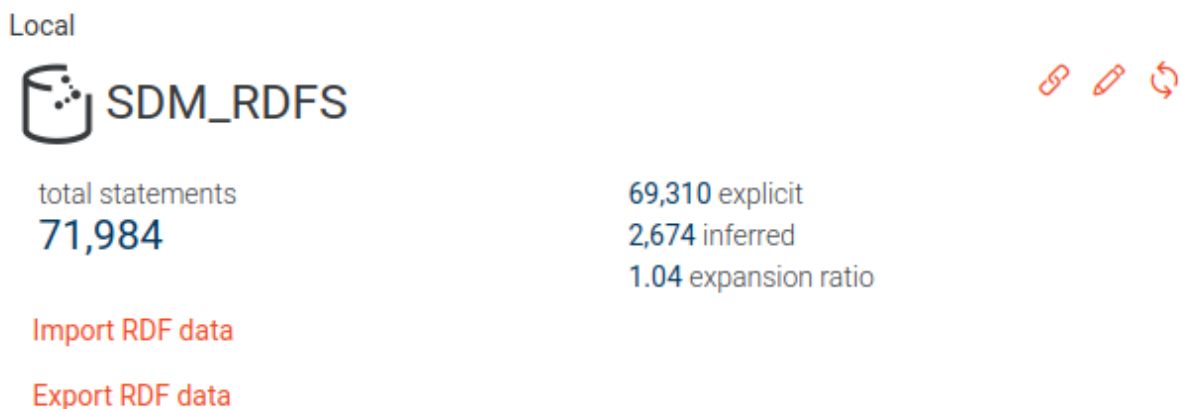 Local
SDM_RDFS
total statements
71,984
69,310 explicit
2,674 inferred
1.04 expansion ratio
Import RDF data
Export RDF data